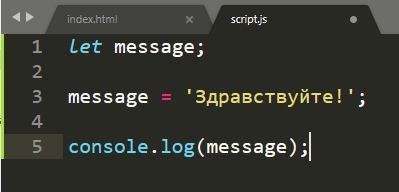 index.html
script.js
1 let message;
2
3 message = 'Здравствуйте!';
4
5 console.log(message);